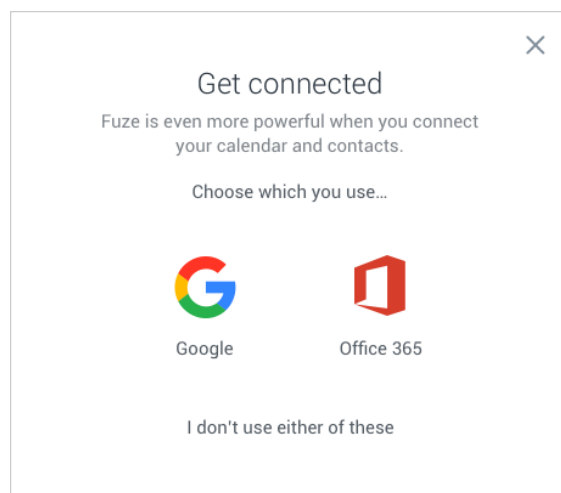 Get connected
Fuze is even more powerful when you connect
your calendar and contacts.
Choose which you use…
Google
Office 365
I don't use either of these